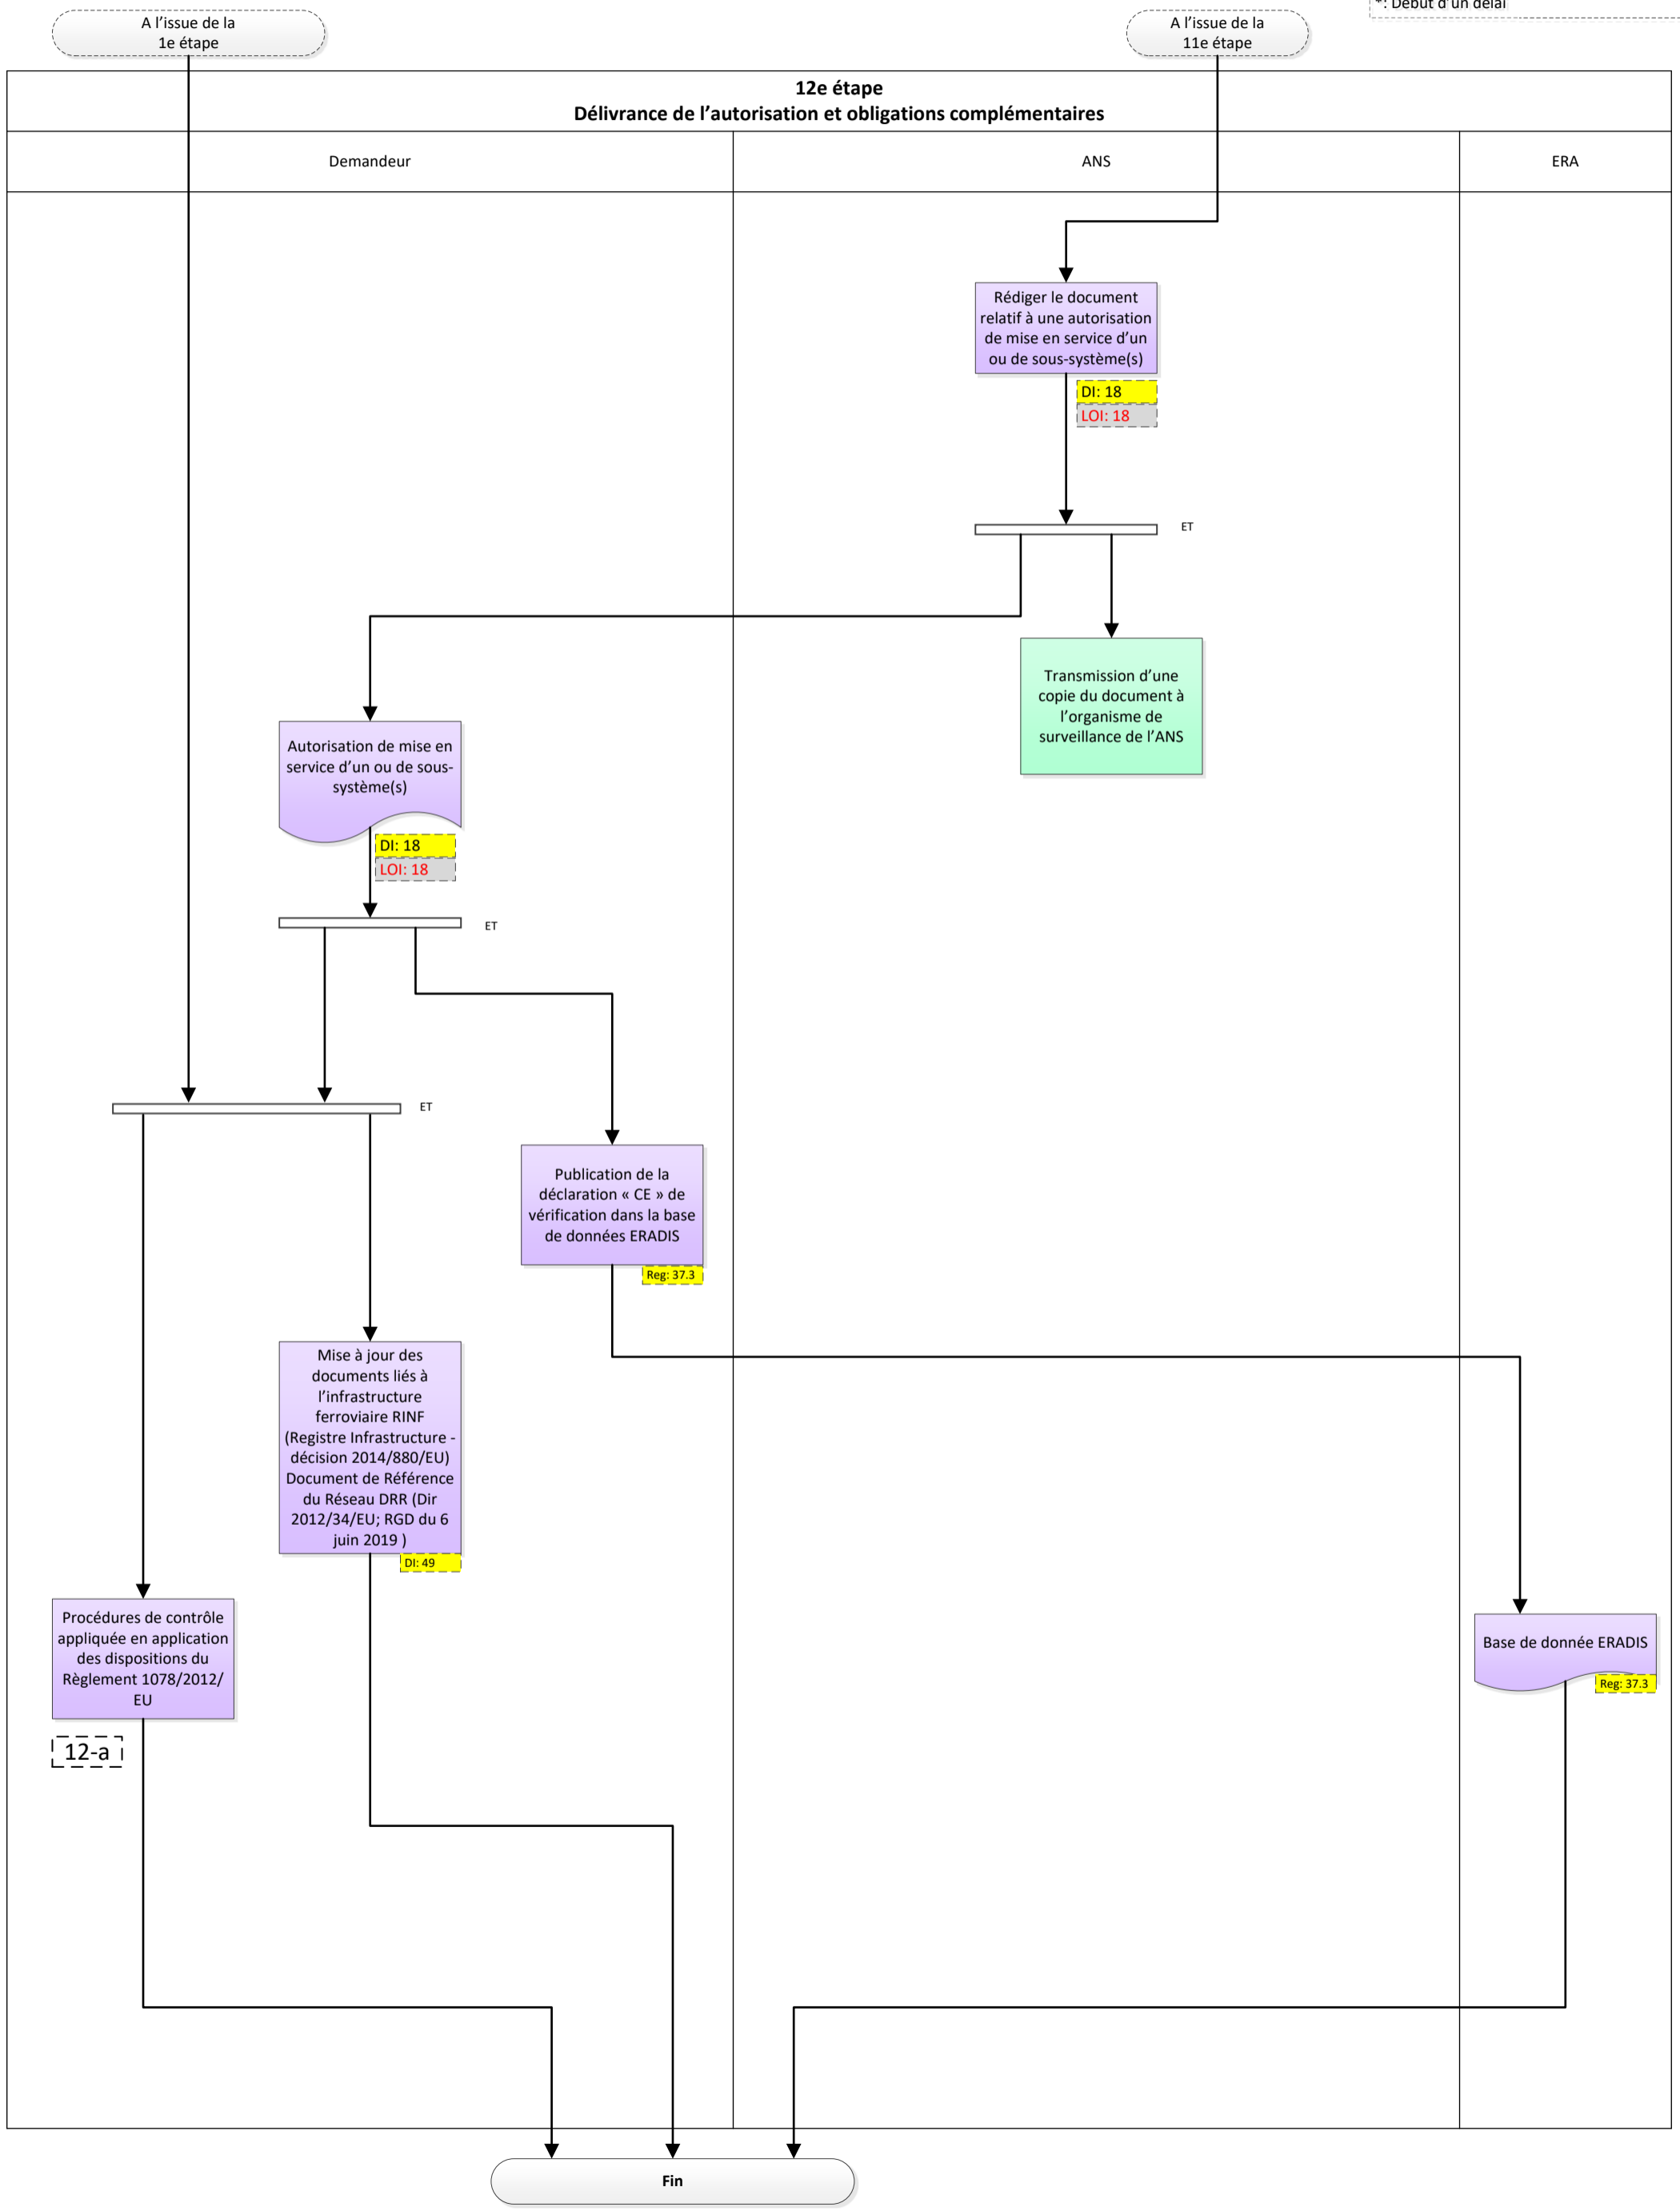 *: Début d'un délai
A l'issue de la
1e étape
A l'issue de la
11e étape
12e étape
Délivrance de l'autorisation et obligations complémentaires
Demandeur
ANS
ERA
Rédiger le document
relatif à une autorisation
de mise en service d'un
ou de sous-système(s)
DI: 18
LOI: 18
ET
Transmission d'une
copie du document à
l'organisme de
surveillance de l'ANS
Autorisation de mise en
service d'un ou de sous-
système(s)
DI: 18
LOI: 18
ET
ET
Publication de la
déclaration « CE » de
vérification dans la base
de données ERADIS
Reg: 37.3
Mise à jour des
documents liés à
l'infrastructure
ferroviaire RINF
(Registre Infrastructure -
décision 2014/880/EU)
Document de Référence
du Réseau DRR (Dir
2012/34/EU; RGD du 6
juin 2019 )
DI: 49
Procédures de contrôle
appliquée en application
des dispositions du
Règlement 1078/2012/
EU
12-a
Base de donnée ERADIS
Reg: 37.3
Fin